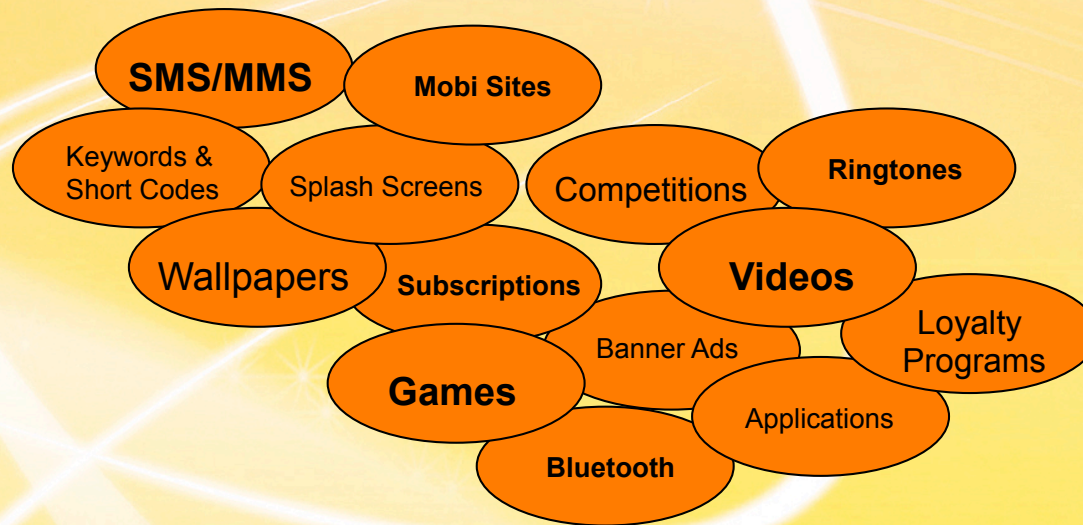 SMS/MMS
Mobi Sites
Keywords &
Short Codes
Splash Screens
Competitions
Ringtones
Wallpapers
Subscriptions
Videos
Banner Ads
Loyalty
Programs
Games
Applications
Bluetooth